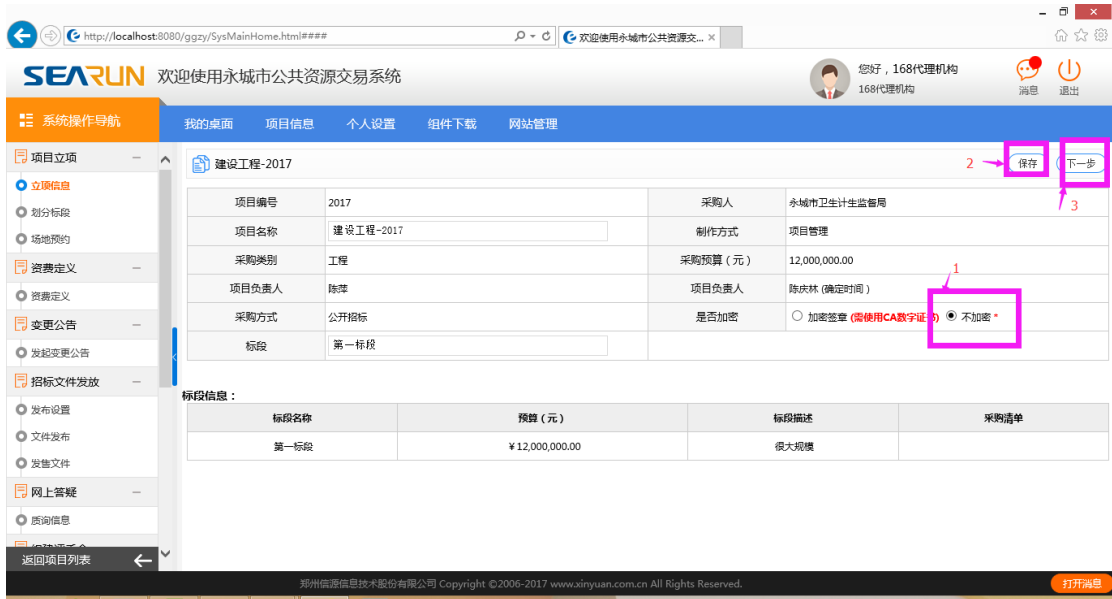 http://localhost:8080/ggzy/SysMainHome.html####
欢迎使用永城市公共资源交... ×
SEARUN 欢迎使用永城市公共资源交易系统
您好，168代理机构
168代理机构
消息 退出
系统操作导航
我的桌面 项目信息 个人设置 组件下载 网站管理
项目立项
立项信息
划分标段
场地预约
资费定义
资费定义
变更公告
发起变更公告
招标文件发放
发布设置
文件发布
发售文件
网上答疑
质询信息
返回项目列表
建设工程-2017
2
保存
下一步
3
项目编号 2017 采购人 永城市卫生计生监督局
项目名称 建设工程-2017 制作方式 项目管理
采购类别 工程 采购预算（元） 12,000,000.00
1
项目负责人 陈萍 项目负责人 陈庆林 (确定时间 )
采购方式 公开招标 是否加密 加密签章 (需使用CA数字证书) 不加密 *
标段 第一标段
标段信息：
标段名称 预算（元） 标段描述 采购清单
第一标段 ￥12,000,000.00 很大规模
郑州信源信息技术股份有限公司 Copyright ©2006-2017 www.xinyuan.com.cn All Rights Reserved.
打开消息